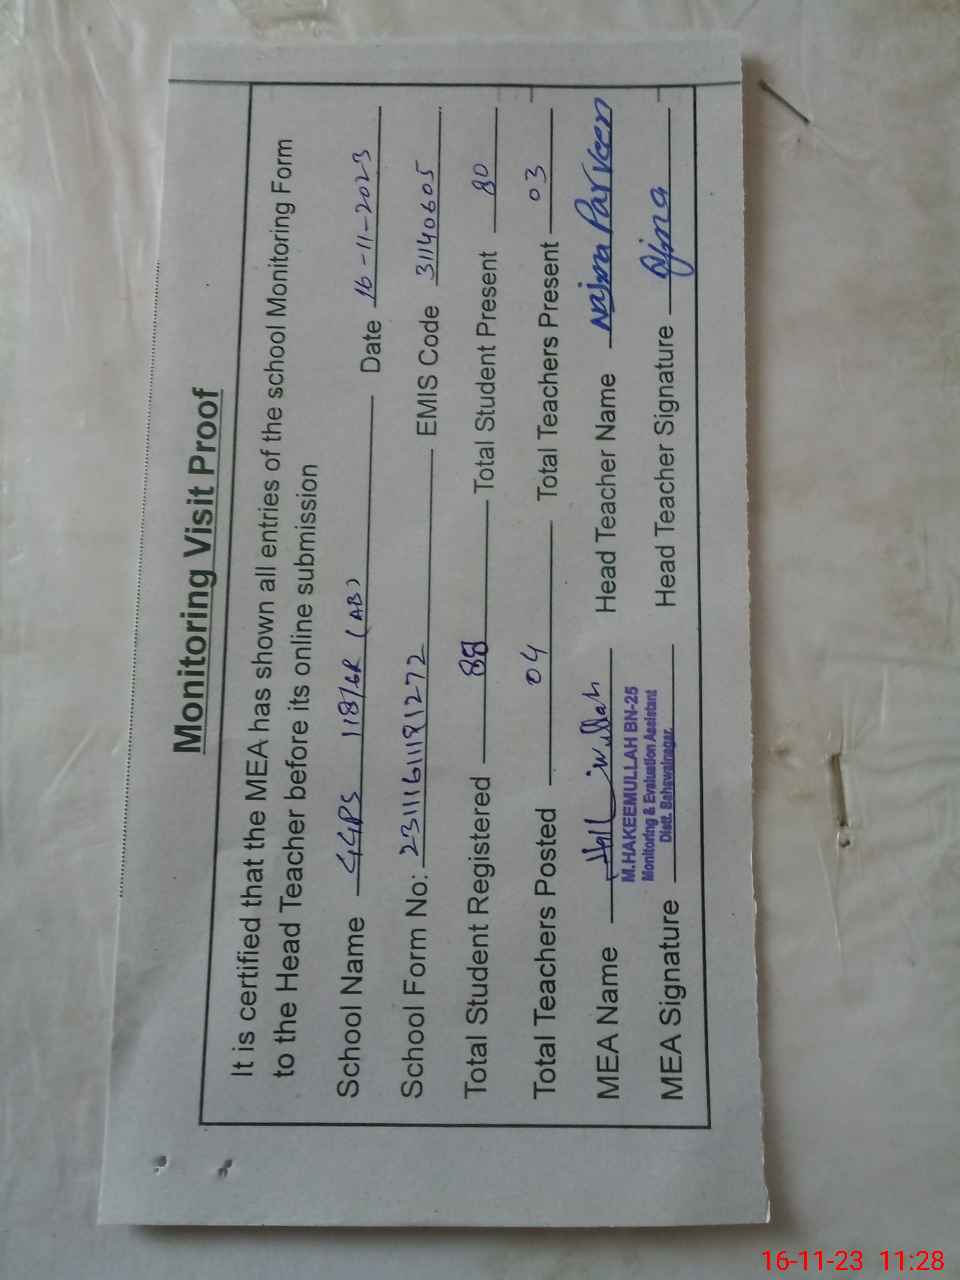 Monitoring Visit Proof
It is certified that the MEA has shown all entries of the school Monitoring Form
to the Head Teacher before its online submission
School Name GGPS 118/6R (AB) Date 16-11-2023
School Form No: EMIS Code 31140605
Total Student Registered 88 Total Student Present 80
Total Teachers Posted 04 Total Teachers Present 03
MEA Name Head Teacher Name Najma Parveen
M.HAKEEMULLAH BN-25
Monitoring & Evaluation Assistant
Distt. Bahawalnagar.
MEA Signature Head Teacher Signature
16-11-23 11:28